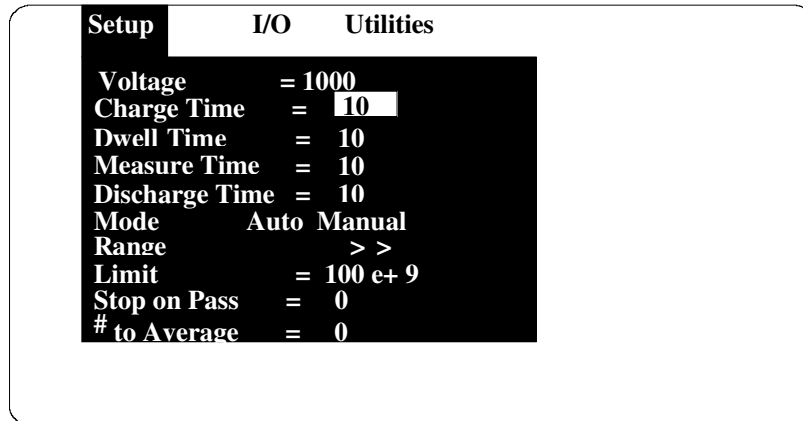 Setup I/O Utilities
Voltage = 1000
Charge Time = 10
Dwell Time = 10
Measure Time = 10
Discharge Time = 10
Mode Auto Manual
Range > >
Limit = 100 e+ 9
Stop on Pass = 0
# to Average = 0